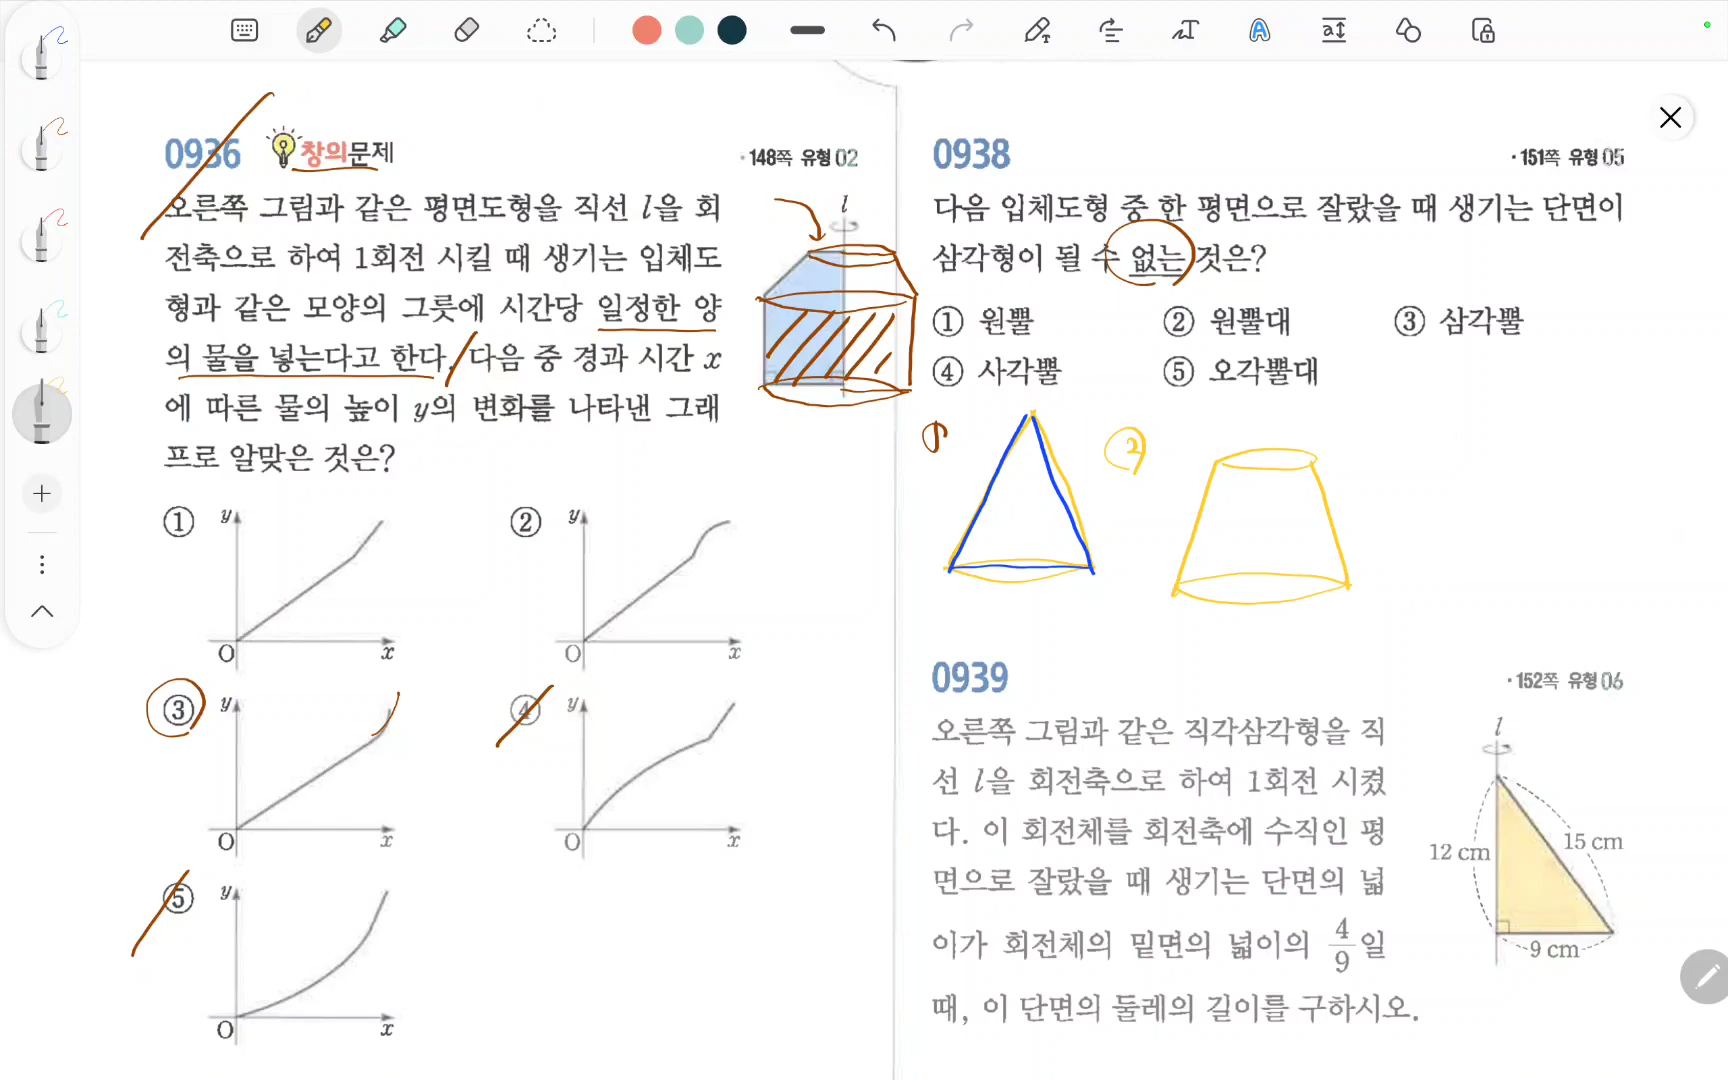 0936 창의문제
• 148쪽 유형 02
오른쪽 그림과 같은 평면도형을 직선 l을 회
전축으로 하여 1회전 시킬 때 생기는 입체도
형과 같은 모양의 그릇에 시간당 일정한 양
의 물을 넣는다고 한다. 다음 중 경과 시간 x
에 따른 물의 높이 y의 변화를 나타낸 그래
프로 알맞은 것은?
l
① y O x
② y O x
③ y O x
④ y O x
⑤ y O x
0938
• 151쪽 유형 05
다음 입체도형 중 한 평면으로 잘랐을 때 생기는 단면이
삼각형이 될 수 없는 것은?
① 원뿔 ② 원뿔대 ③ 삼각뿔
④ 사각뿔 ⑤ 오각뿔대
①
②
0939
• 152쪽 유형 06
오른쪽 그림과 같은 직각삼각형을 직
선 l을 회전축으로 하여 1회전 시켰
다. 이 회전체를 회전축에 수직인 평
면으로 잘랐을 때 생기는 단면의 넓
이가 회전체의 밑면의 넓이의 4/9일
때, 이 단면의 둘레의 길이를 구하시오.
l
12 cm
15 cm
9 cm